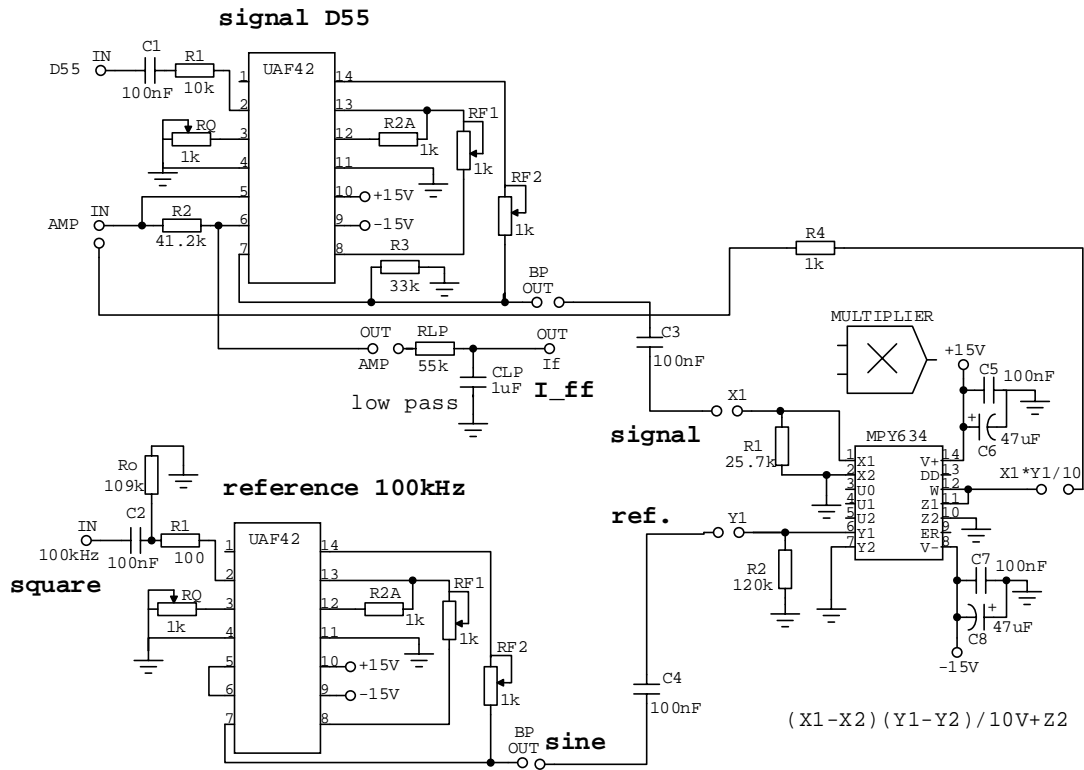 signal D55
C1
IN
R1
D55
100nF
10k
UAF42
1
2
3
4
5
6
7
14
13
12
11
10
9
8
RQ
1k
R2A
1k
RF1
1k
RF2
1k
+15V
-15V
IN
AMP
R2
41.2k
R3
33k
BP
OUT
R4
1k
OUT
AMP
RLP
55k
OUT
If
CLP
1uF
I_ff
low pass
C3
100nF
MULTIPLIER
+15V
C5
100nF
C6
47uF
X1
signal
R1
25.7k
MPY634
1 X1
2 X2
3 U0
4 U1
5 U2
6 Y1
7 Y2
V+ 14
DD 13
W 12
Z1 11
Z2 10
ER 9
V- 8
X1*Y1/10
ref.
Y1
R2
120k
C7
100nF
C8
47uF
-15V
Ro
109k
reference 100kHz
IN
C2
R1
100kHz
100nF
100
square
UAF42
1
2
3
4
5
6
7
14
13
12
11
10
9
8
RQ
1k
R2A
1k
RF1
1k
RF2
1k
+15V
-15V
BP
OUT
sine
C4
100nF
(X1-X2)(Y1-Y2)/10V+Z2